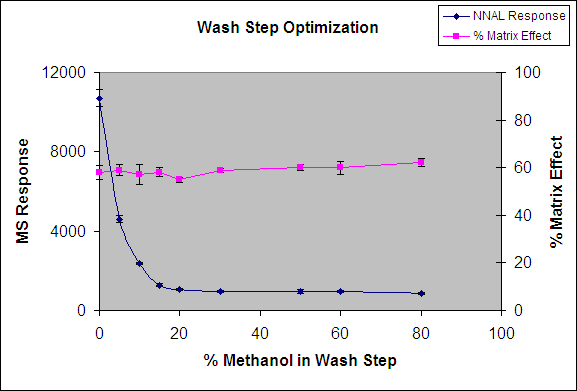 Wash Step Optimization
NNAL Response
% Matrix Effect
12000
8000
4000
0
MS Response
100
80
60
40
20
0
% Matrix Effect
0 20 40 60 80 100
% Methanol in Wash Step